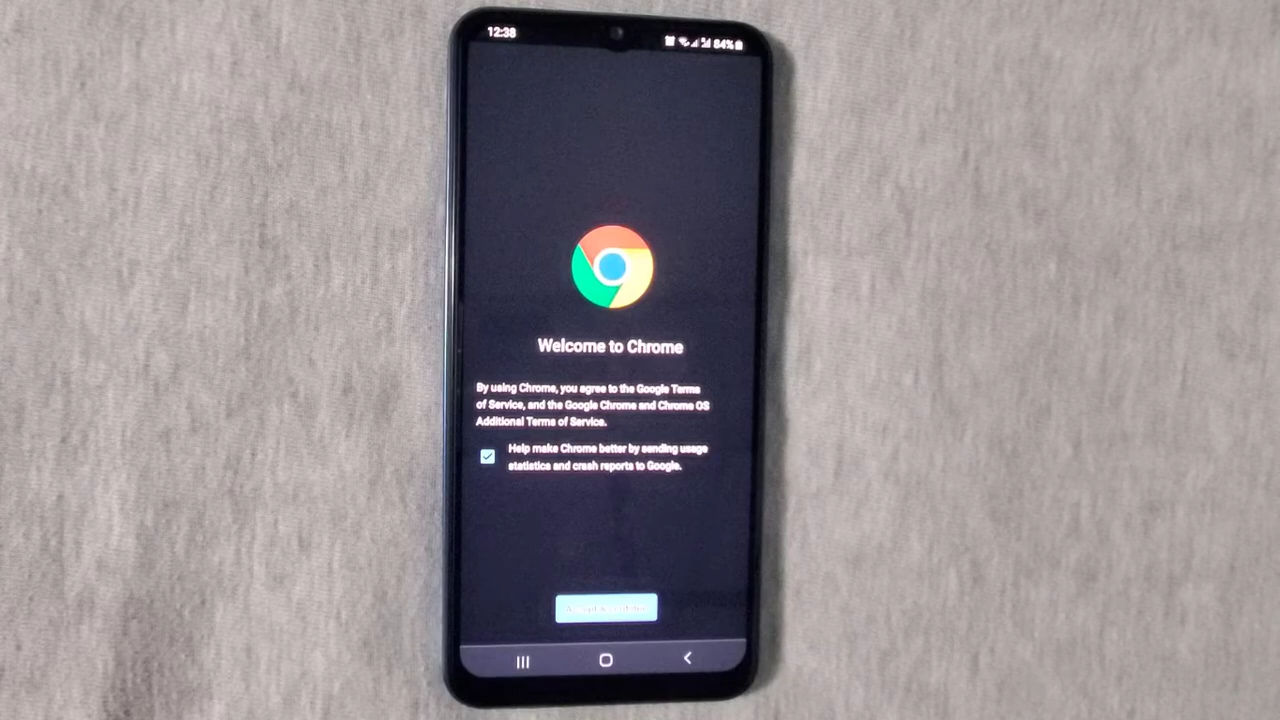 12:38
84%
Welcome to Chrome
By using Chrome, you agree to the Google Terms
of Service, and the Google Chrome and Chrome OS
Additional Terms of Service.
Help make Chrome better by sending usage
statistics and crash reports to Google.